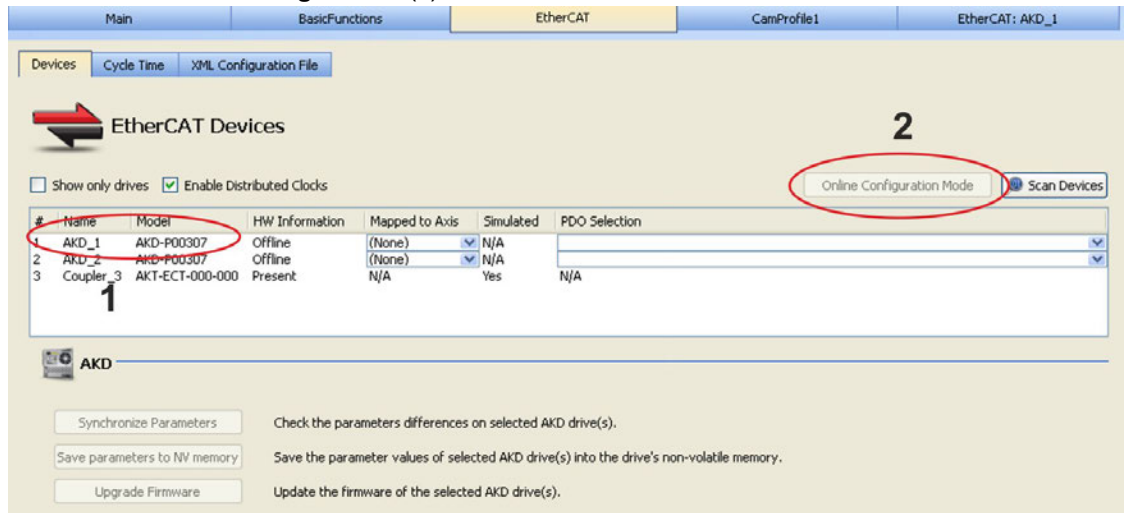 Main BasicFunctions EtherCAT CamProfile1 EtherCAT: AKD_1
Devices Cycle Time XML Configuration File
EtherCAT Devices
2
Show only drives Enable Distributed Clocks Online Configuration Mode Scan Devices
# Name Model HW Information Mapped to Axis Simulated PDO Selection
1 AKD_1 AKD-P00307 Offline (None) N/A
2 AKD_2 AKD-P00307 Offline (None) N/A
3 Coupler_3 AKT-ECT-000-000 Present N/A Yes N/A
1
AKD
Synchronize Parameters Check the parameters differences on selected AKD drive(s).
Save parameters to NV memory Save the parameter values of selected AKD drive(s) into the drive's non-volatile memory.
Upgrade Firmware Update the firmware of the selected AKD drive(s).